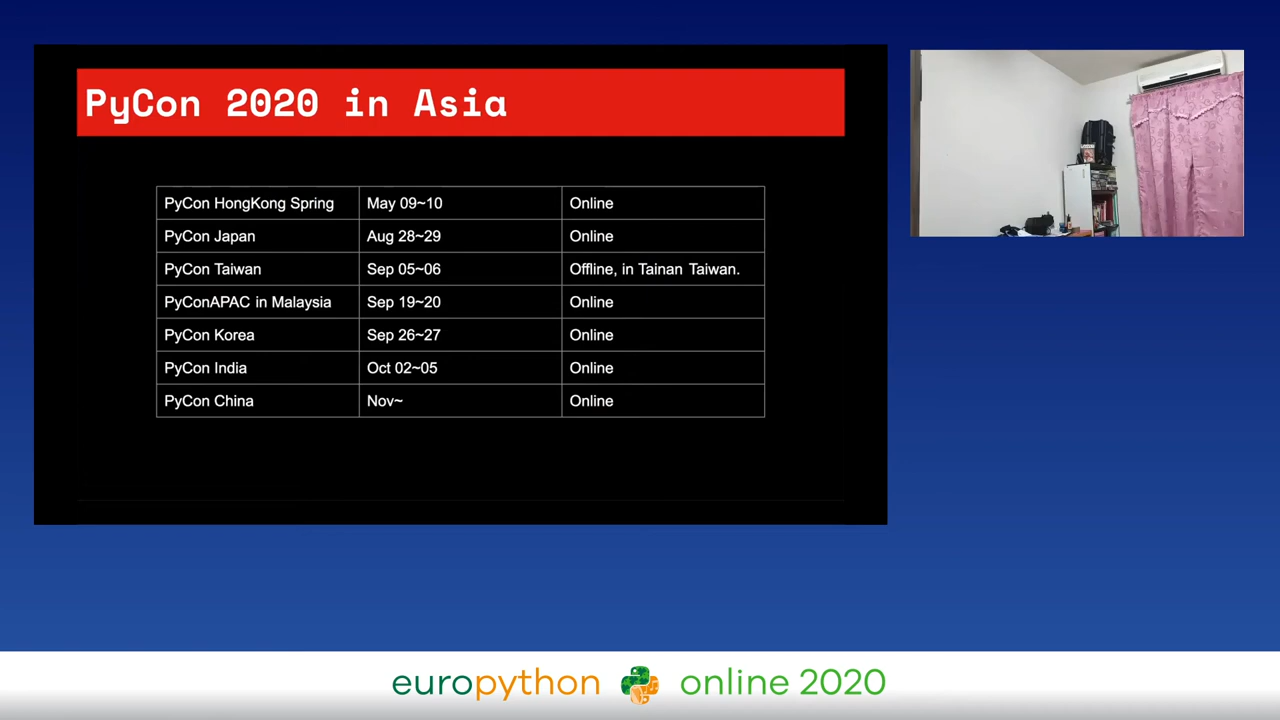 PyCon 2020 in Asia
PyCon HongKong Spring May 09~10 Online
PyCon Japan Aug 28~29 Online
PyCon Taiwan Sep 05~06 Offline, in Tainan Taiwan.
PyConAPAC in Malaysia Sep 19~20 Online
PyCon Korea Sep 26~27 Online
PyCon India Oct 02~05 Online
PyCon China Nov~ Online
europython online 2020